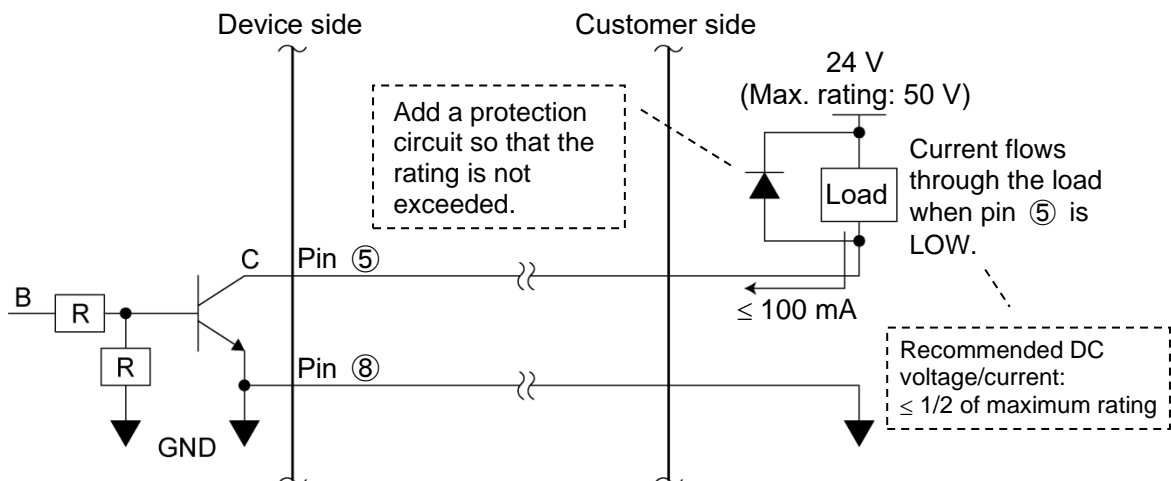 Device side
Customer side
24 V
(Max. rating: 50 V)
Add a protection
circuit so that the
rating is not
exceeded.
Load
Current flows
through the load
when pin ⑤ is
LOW.
C
Pin ⑤
B
R
≤ 100 mA
R
Pin ⑧
Recommended DC
voltage/current:
≤ 1/2 of maximum rating
GND